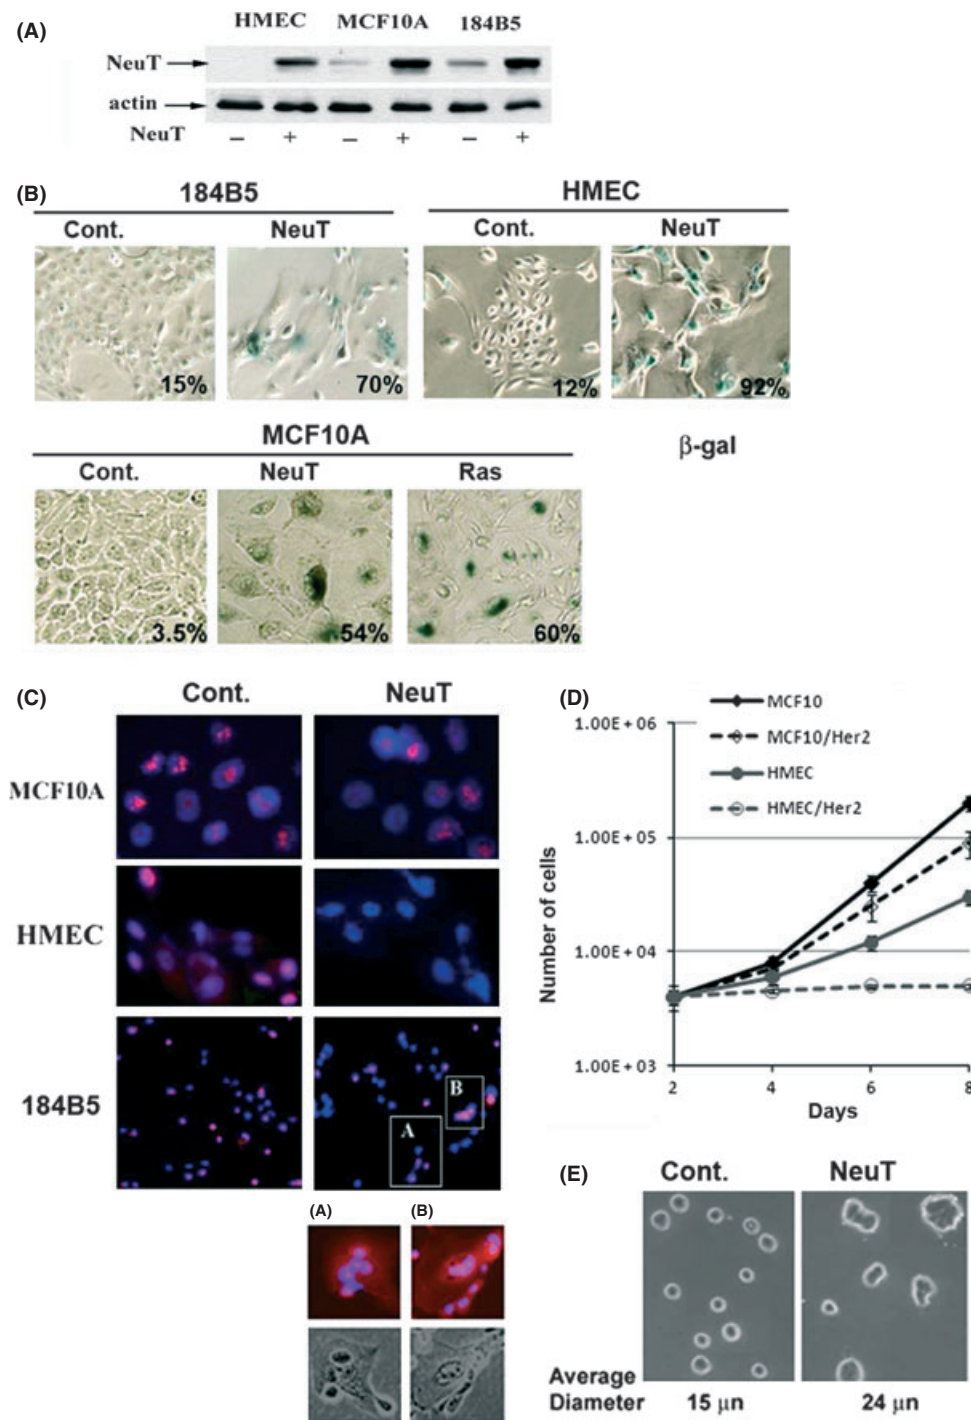 (A)
HMEC MCF10A 184B5
NeuT
actin
NeuT − + − + − +
(B)
184B5 HMEC
Cont. NeuT Cont. NeuT
15% 70% 12% 92%
MCF10A
β-gal
Cont. NeuT Ras
3.5% 54% 60%
(C)
Cont. NeuT
MCF10A
HMEC
184B5
B
A
(A) (B)
(D)
MCF10
MCF10/Her2
HMEC
HMEC/Her2
1.00E + 06
1.00E + 05
1.00E + 04
1.00E + 03
Number of cells
2 4 6 8
Days
(E)
Cont. NeuT
Average
Diameter 15 μn 24 μn